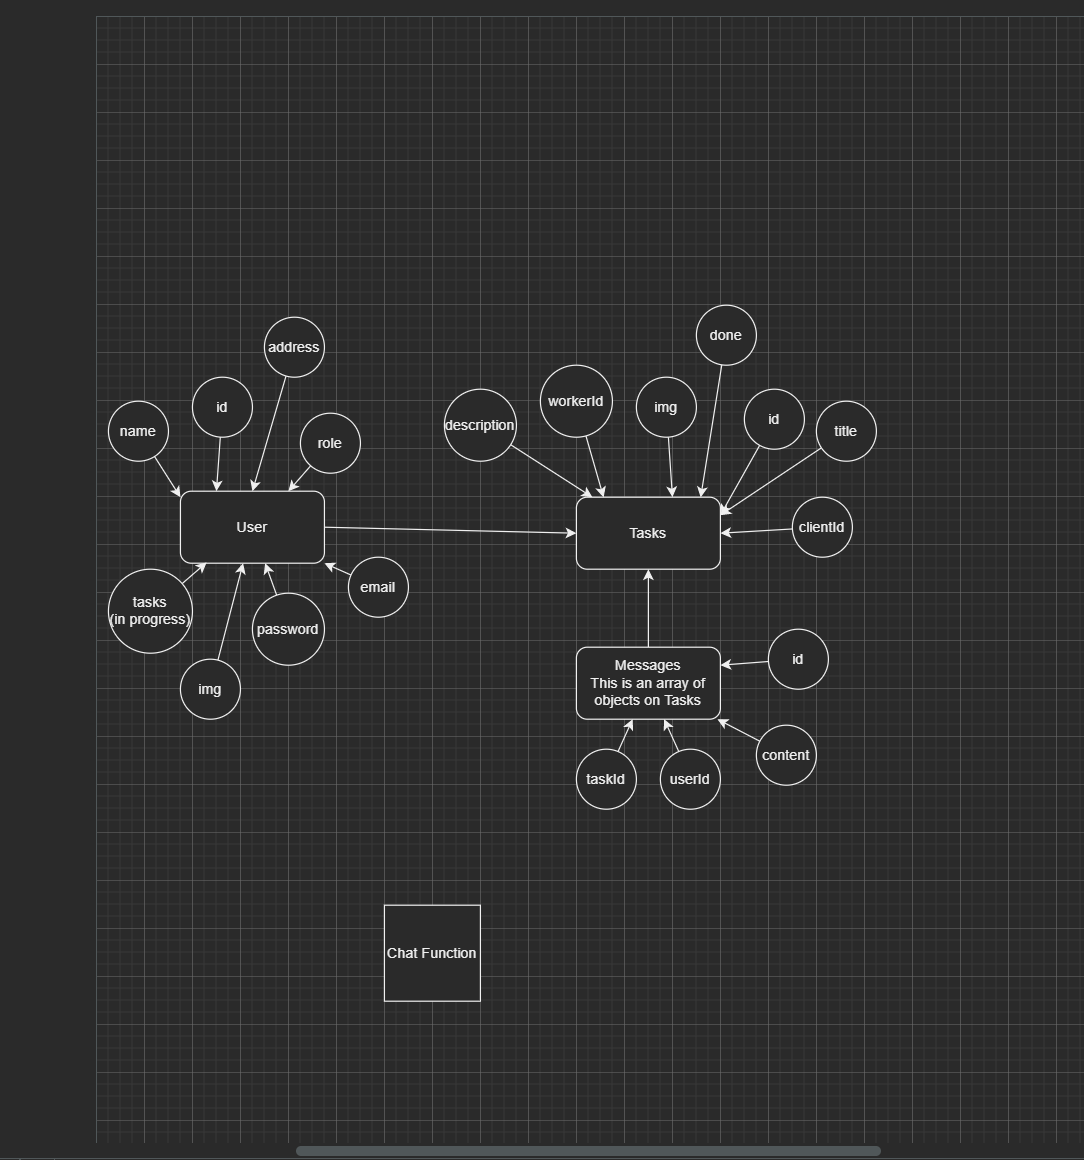 address
name
id
role
User
tasks
(in progress)
img
password
email
done
description
workerId
img
id
title
Tasks
clientId
Messages
This is an array of
objects on Tasks
id
content
taskId
userId
Chat Function